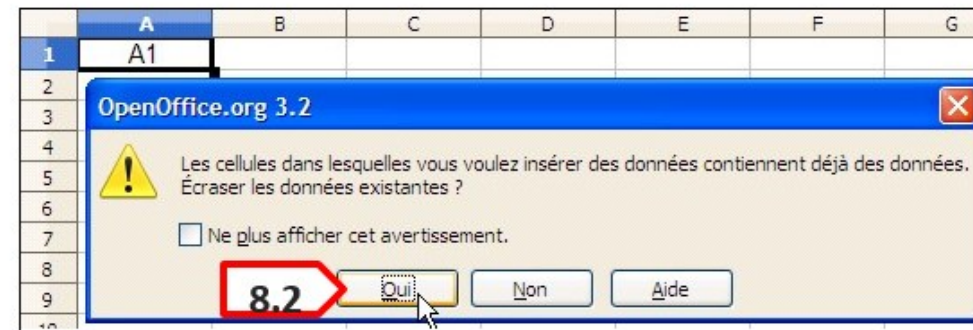 A B C D E F G
1 A1
2
OpenOffice.org 3.2
3
4
Les cellules dans lesquelles vous voulez insérer des données contiennent déjà des données.
5
Écraser les données existantes ?
6
7 Ne plus afficher cet avertissement.
8
8.2 Oui Non Aide
9
10